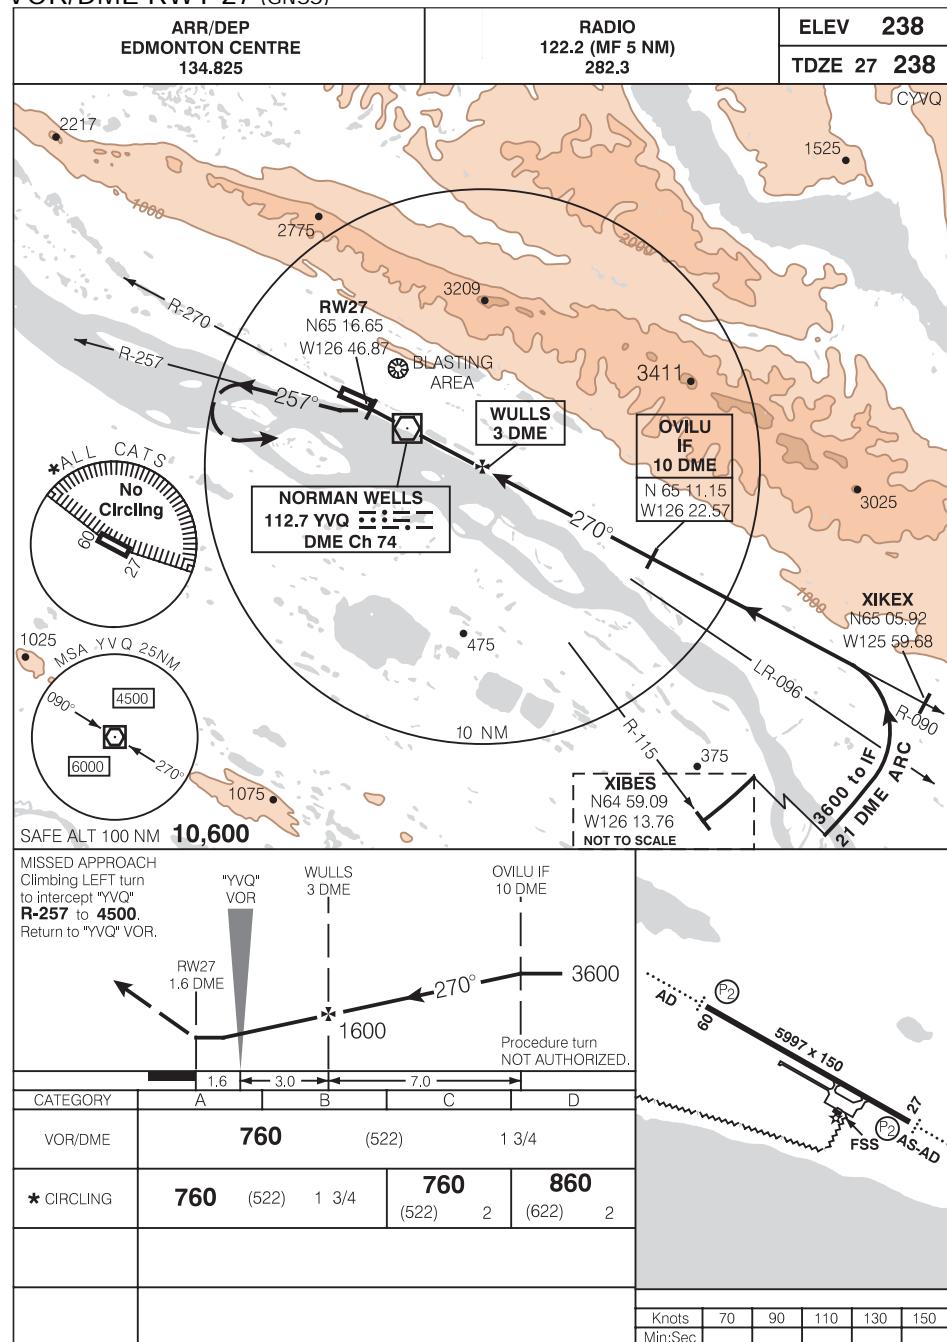 VOR/DME RWY 27 (GNSS)
ARR/DEP
EDMONTON CENTRE
134.825
RADIO
122.2 (MF 5 NM)
282.3
ELEV 238
TDZE 27 238
CYVQ
2217
1525
1000
2775
2000
3209
R-270
RW27
N65 16.65
W126 46.87
R-257
BLASTING
AREA
3411
257°
WULLS
3 DME
OVILU
IF
10 DME
N 65 11.15
W126 22.57
*ALL CATS
No
Circling
60
27
NORMAN WELLS
112.7 YVQ
DME Ch 74
3025
270°
1000
XIKEX
N65 05.92
W125 59.68
475
LR-096
R-090
1025
MSA YVQ 25NM
090°
4500
6000
270°
10 NM
R-115
375
3600 to IF
21 DME ARC
XIBES
N64 59.09
W126 13.76
NOT TO SCALE
1075
SAFE ALT 100 NM 10,600
MISSED APPROACH
Climbing LEFT turn
to intercept "YVQ"
R-257 to 4500.
Return to "YVQ" VOR.
"YVQ"
VOR
WULLS
3 DME
OVILU IF
10 DME
RW27
1.6 DME
270°
3600
1600
Procedure turn
NOT AUTHORIZED.
1.6 3.0 7.0
AD
P2
60
5997 x 150
27
FSS
P2
AS-AD
CATEGORY A B C D
VOR/DME 760 (522) 1 3/4
* CIRCLING 760 (522) 1 3/4 760 (522) 2 860 (622) 2
Knots 70 90 110 130 150
Min:Sec